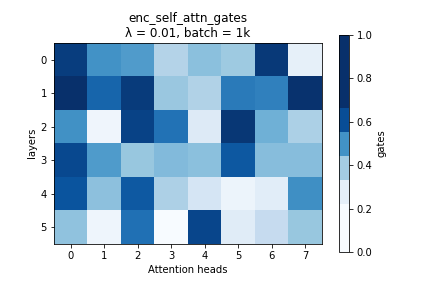 enc_self_attn_gates
λ = 0.01, batch = 1k
0
1
2
3
4
5
layers
0 1 2 3 4 5 6 7
Attention heads
1.0
0.8
0.6
0.4
0.2
0.0
gates